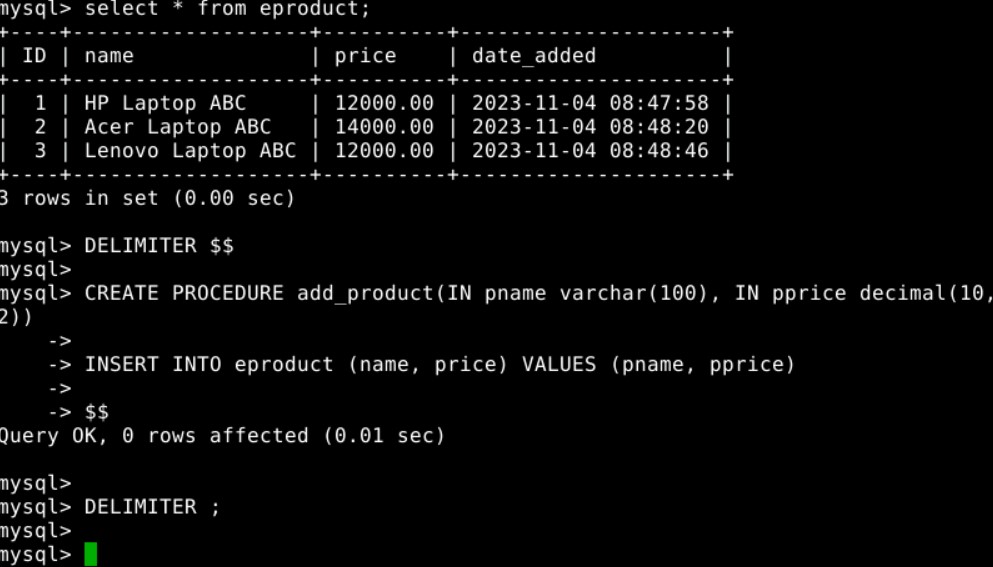 mysql> select * from eproduct;
+----+-------------------+----------+---------------------+
| ID | name              | price    | date_added          |
+----+-------------------+----------+---------------------+
|  1 | HP Laptop ABC     | 12000.00 | 2023-11-04 08:47:58 |
|  2 | Acer Laptop ABC   | 14000.00 | 2023-11-04 08:48:20 |
|  3 | Lenovo Laptop ABC | 12000.00 | 2023-11-04 08:48:46 |
+----+-------------------+----------+---------------------+
3 rows in set (0.00 sec)

mysql> DELIMITER $$
mysql>
mysql> CREATE PROCEDURE add_product(IN pname varchar(100), IN pprice decimal(10,
2))
    ->
    -> INSERT INTO eproduct (name, price) VALUES (pname, pprice)
    ->
    -> $$
Query OK, 0 rows affected (0.01 sec)

mysql>
mysql> DELIMITER ;
mysql>
mysql>